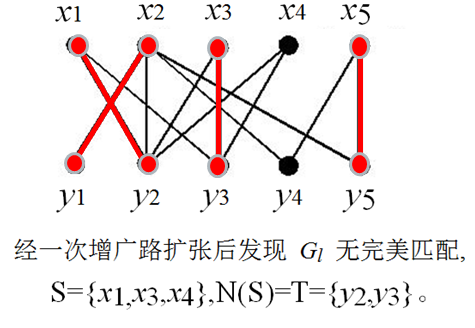 x1 x2 x3 x4 x5
y1 y2 y3 y4 y5
经一次增广路扩张后发现 Gl 无完美匹配,
S={x1,x3,x4},N(S)=T={y2,y3}。